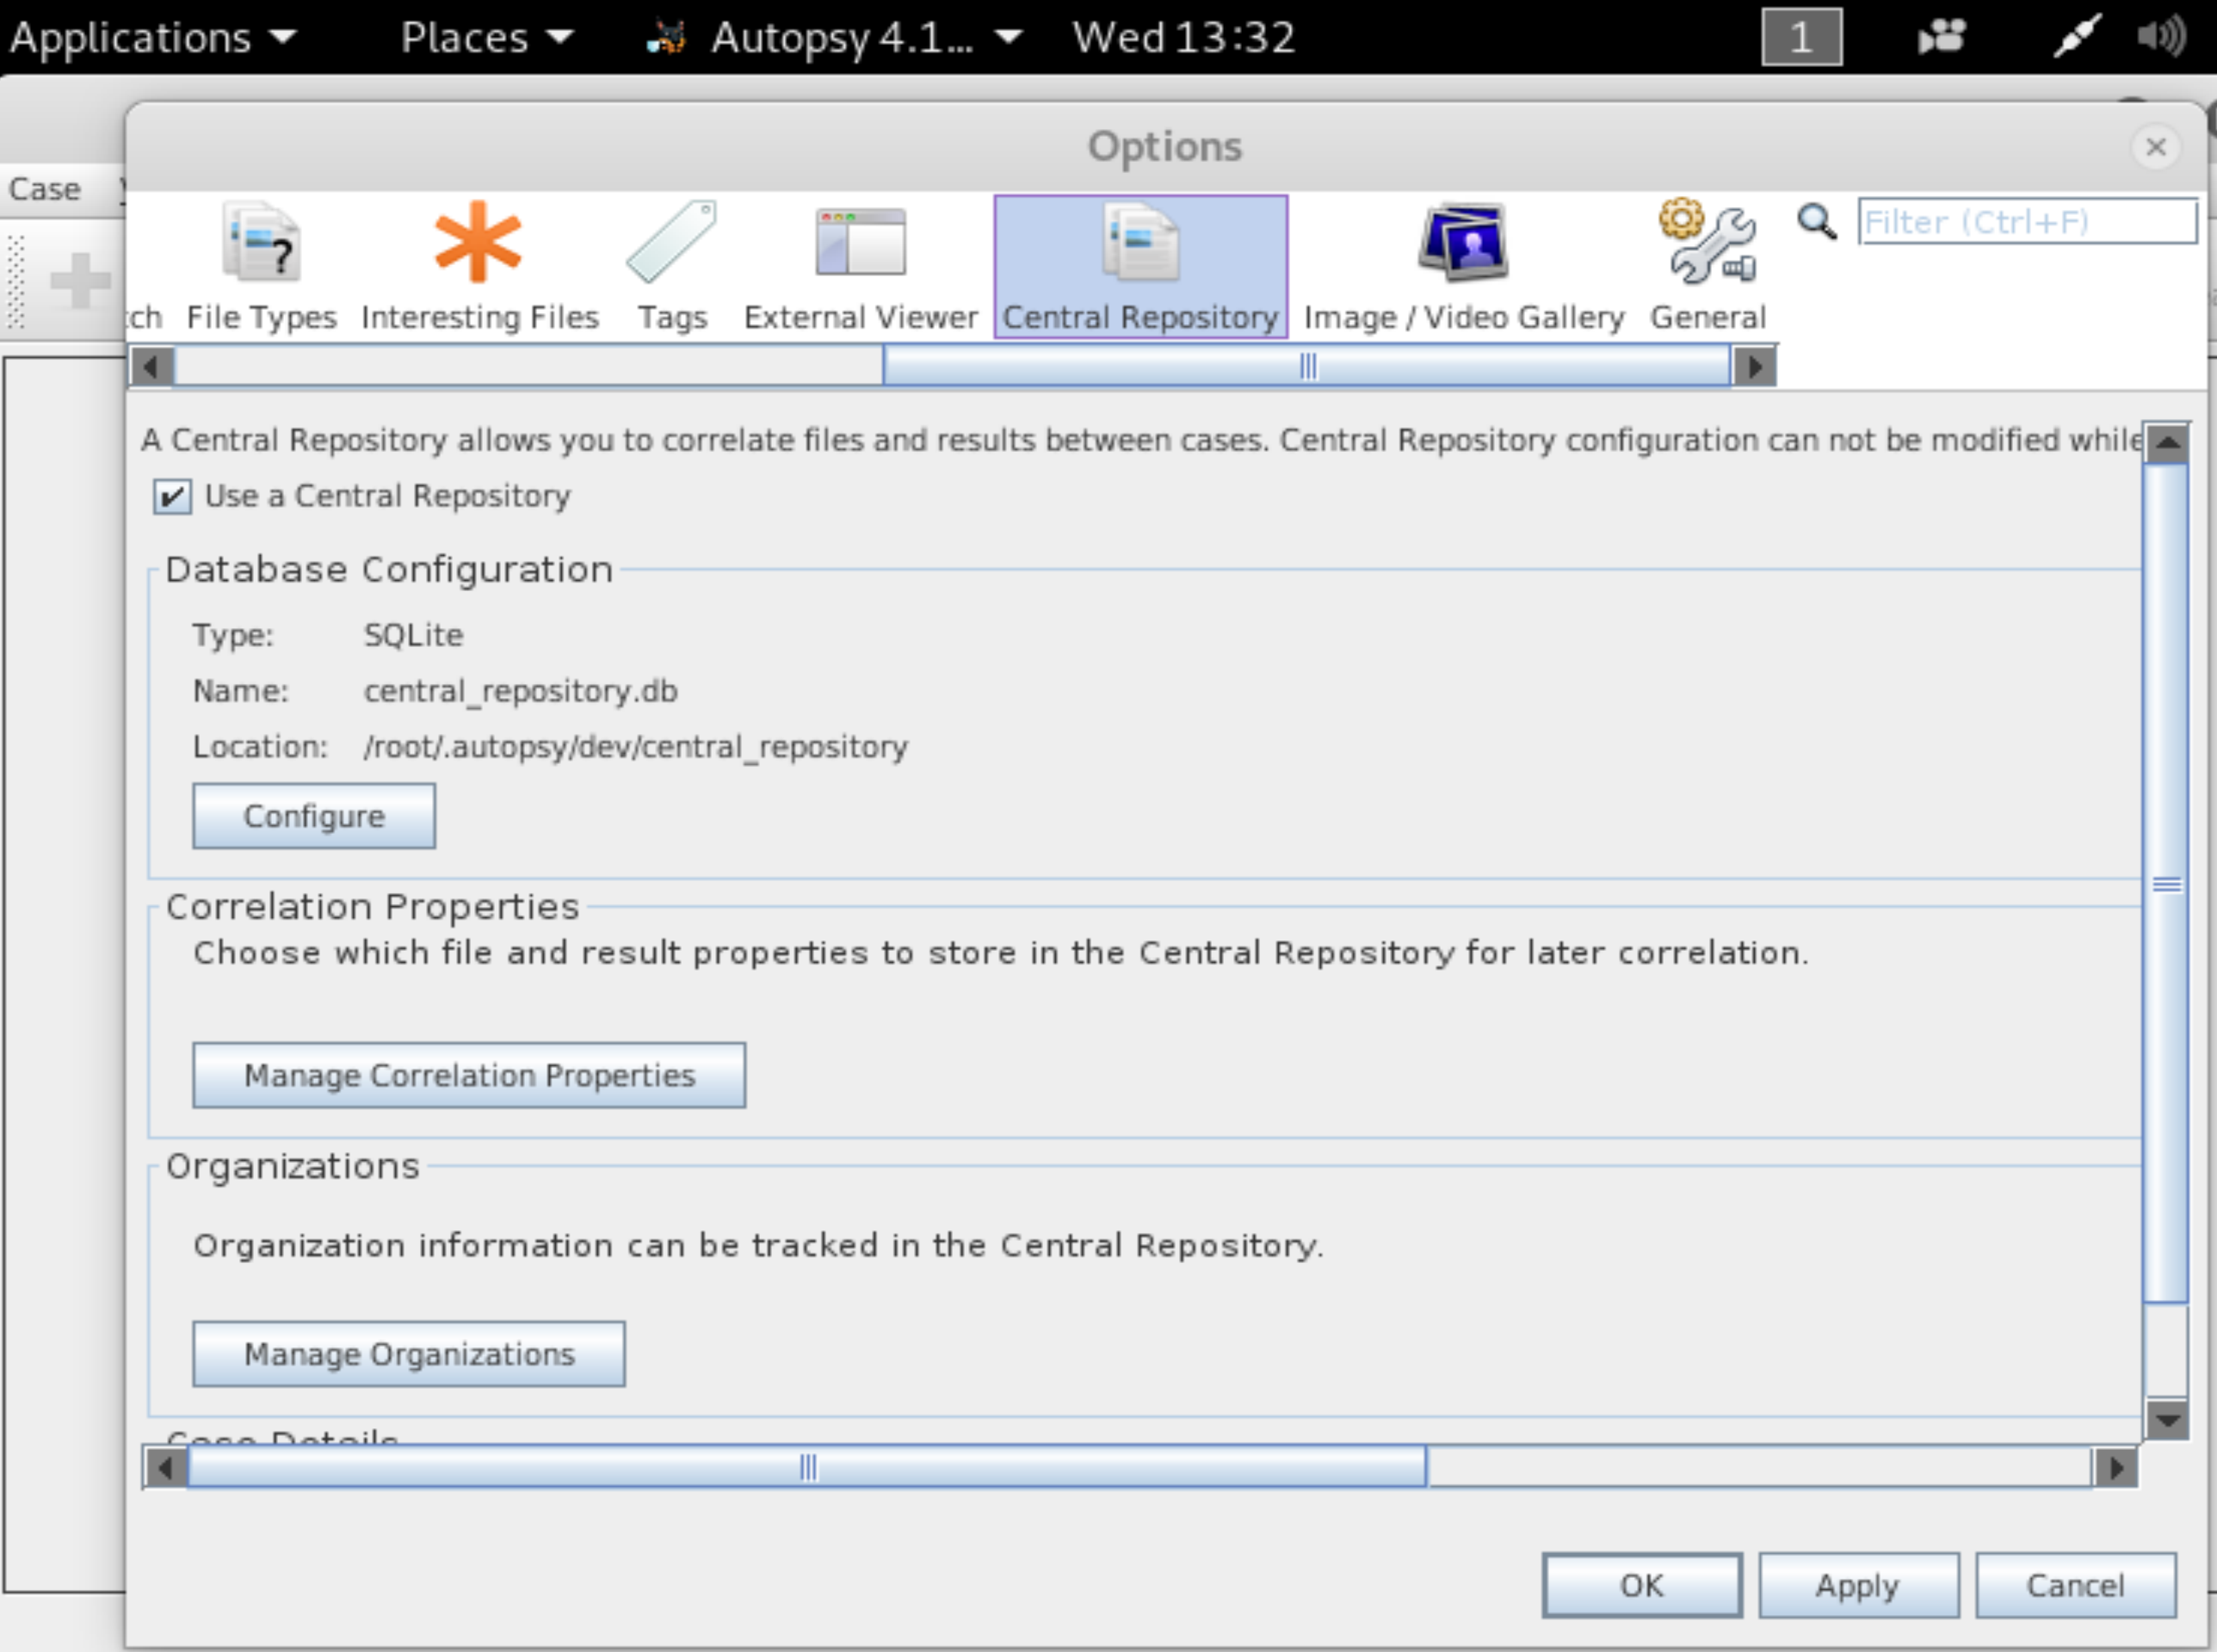 Applications Places Autopsy 4.1... Wed 13:32 1
Options
Case
Filter (Ctrl+F)
ch File Types Interesting Files Tags External Viewer Central Repository Image / Video Gallery General
A Central Repository allows you to correlate files and results between cases. Central Repository configuration can not be modified while
Use a Central Repository
Database Configuration
Type: SQLite
Name: central_repository.db
Location: /root/.autopsy/dev/central_repository
Configure
Correlation Properties
Choose which file and result properties to store in the Central Repository for later correlation.
Manage Correlation Properties
Organizations
Organization information can be tracked in the Central Repository.
Manage Organizations
Case Details
OK Apply Cancel